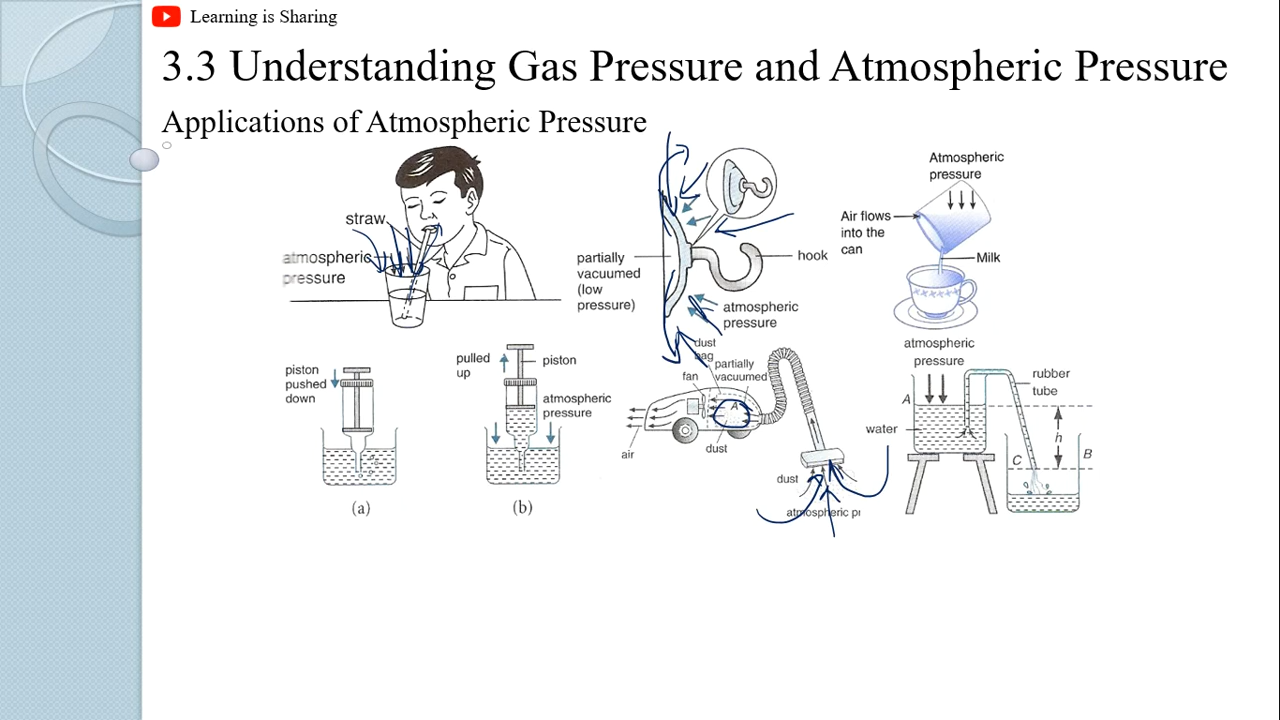 Learning is Sharing
3.3 Understanding Gas Pressure and Atmospheric Pressure
Applications of Atmospheric Pressure
straw
atmospheric
pressure
partially
vacuumed
(low
pressure)
hook
atmospheric
pressure
Atmospheric
pressure
Air flows
into the
can
Milk
piston
pushed
down
(a)
pulled
up
piston
atmospheric
pressure
(b)
dust
bag
partially
vacuumed
fan
A
air
dust
dust
atmospheric pr
atmospheric
pressure
rubber
tube
A
water
h
C
B